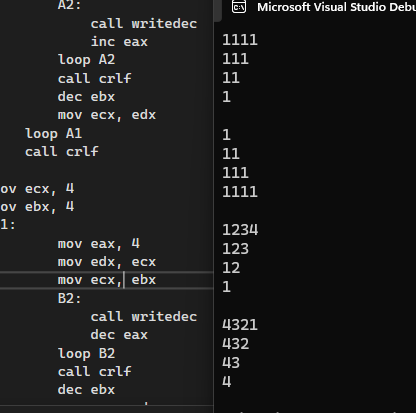 A2:
call writedec
inc eax
loop A2
call crlf
dec ebx
mov ecx, edx
loop A1
call crlf
ov ecx, 4
ov ebx, 4
1:
mov eax, 4
mov edx, ecx
mov ecx, ebx
B2:
call writedec
dec eax
loop B2
call crlf
dec ebx
Microsoft Visual Studio Debu
1111
111
11
1
1
11
111
1111
1234
123
12
1
4321
432
43
4